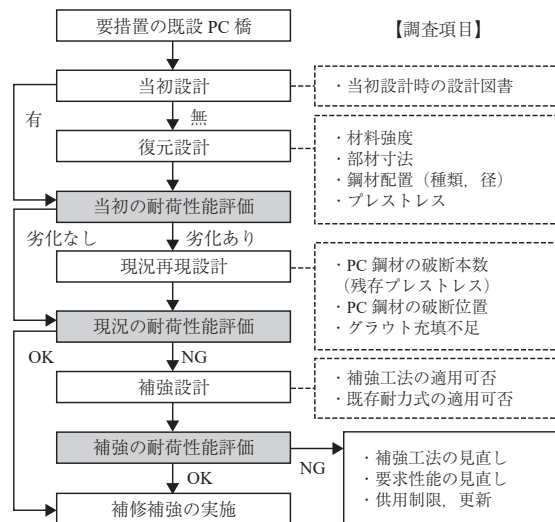 要措置の既設 PC 橋
【調査項目】
当初設計
・当初設計時の設計図書
有
無
復元設計
・材料強度
・部材寸法
・鋼材配置（種類，径）
・プレストレス
当初の耐荷性能評価
劣化なし
劣化あり
現況再現設計
・PC 鋼材の破断本数
（残存プレストレス）
・PC 鋼材の破断位置
・グラウト充填不足
現況の耐荷性能評価
OK
NG
補強設計
・補強工法の適用可否
・既存耐力式の適用可否
補強の耐荷性能評価
NG
OK
・補強工法の見直し
・要求性能の見直し
・供用制限，更新
補修補強の実施